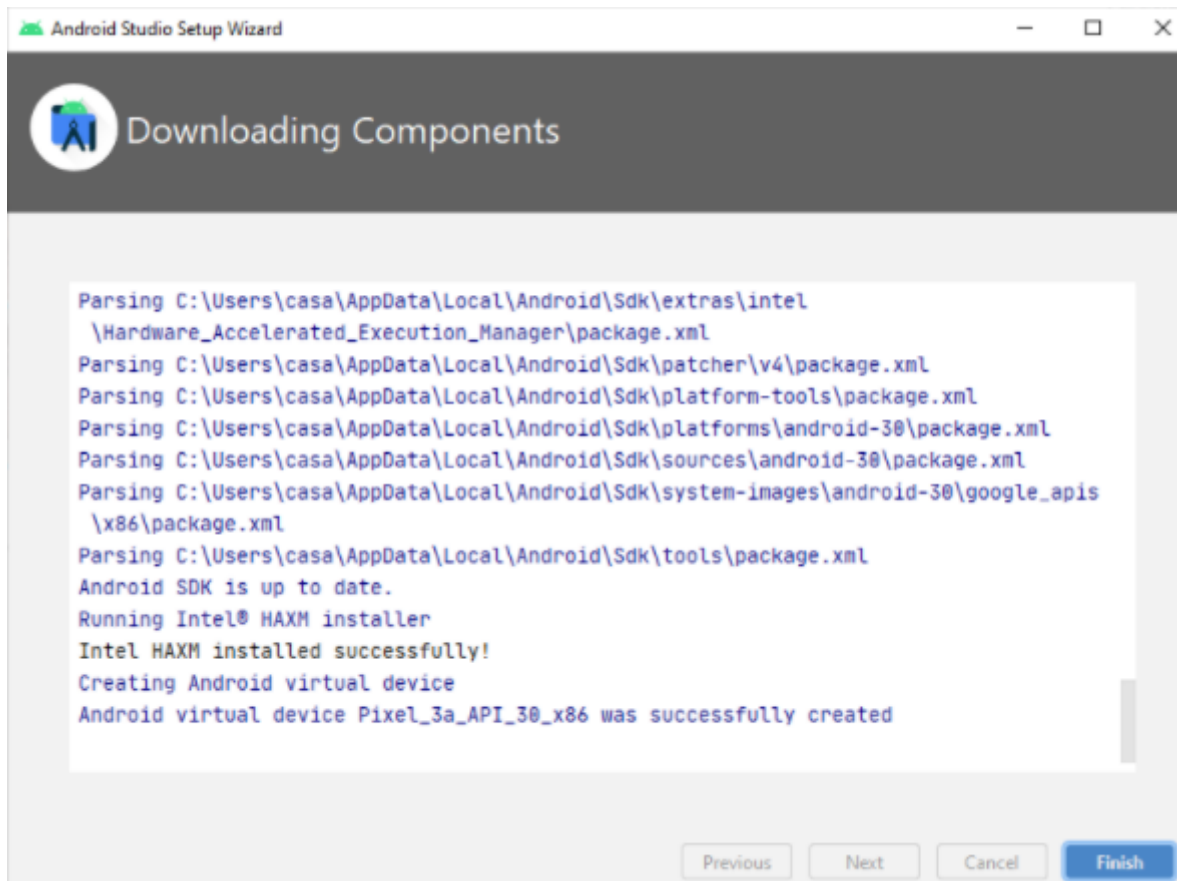 Android Studio Setup Wizard
Downloading Components
Parsing C:\Users\casa\AppData\Local\Android\Sdk\extras\intel
\Hardware_Accelerated_Execution_Manager\package.xml
Parsing C:\Users\casa\AppData\Local\Android\Sdk\patcher\v4\package.xml
Parsing C:\Users\casa\AppData\Local\Android\Sdk\platform-tools\package.xml
Parsing C:\Users\casa\AppData\Local\Android\Sdk\platforms\android-30\package.xml
Parsing C:\Users\casa\AppData\Local\Android\Sdk\sources\android-30\package.xml
Parsing C:\Users\casa\AppData\Local\Android\Sdk\system-images\android-30\google_apis
\x86\package.xml
Parsing C:\Users\casa\AppData\Local\Android\Sdk\tools\package.xml
Android SDK is up to date.
Running Intel® HAXM installer
Intel HAXM installed successfully!
Creating Android virtual device
Android virtual device Pixel_3a_API_30_x86 was successfully created
Previous Next Cancel Finish